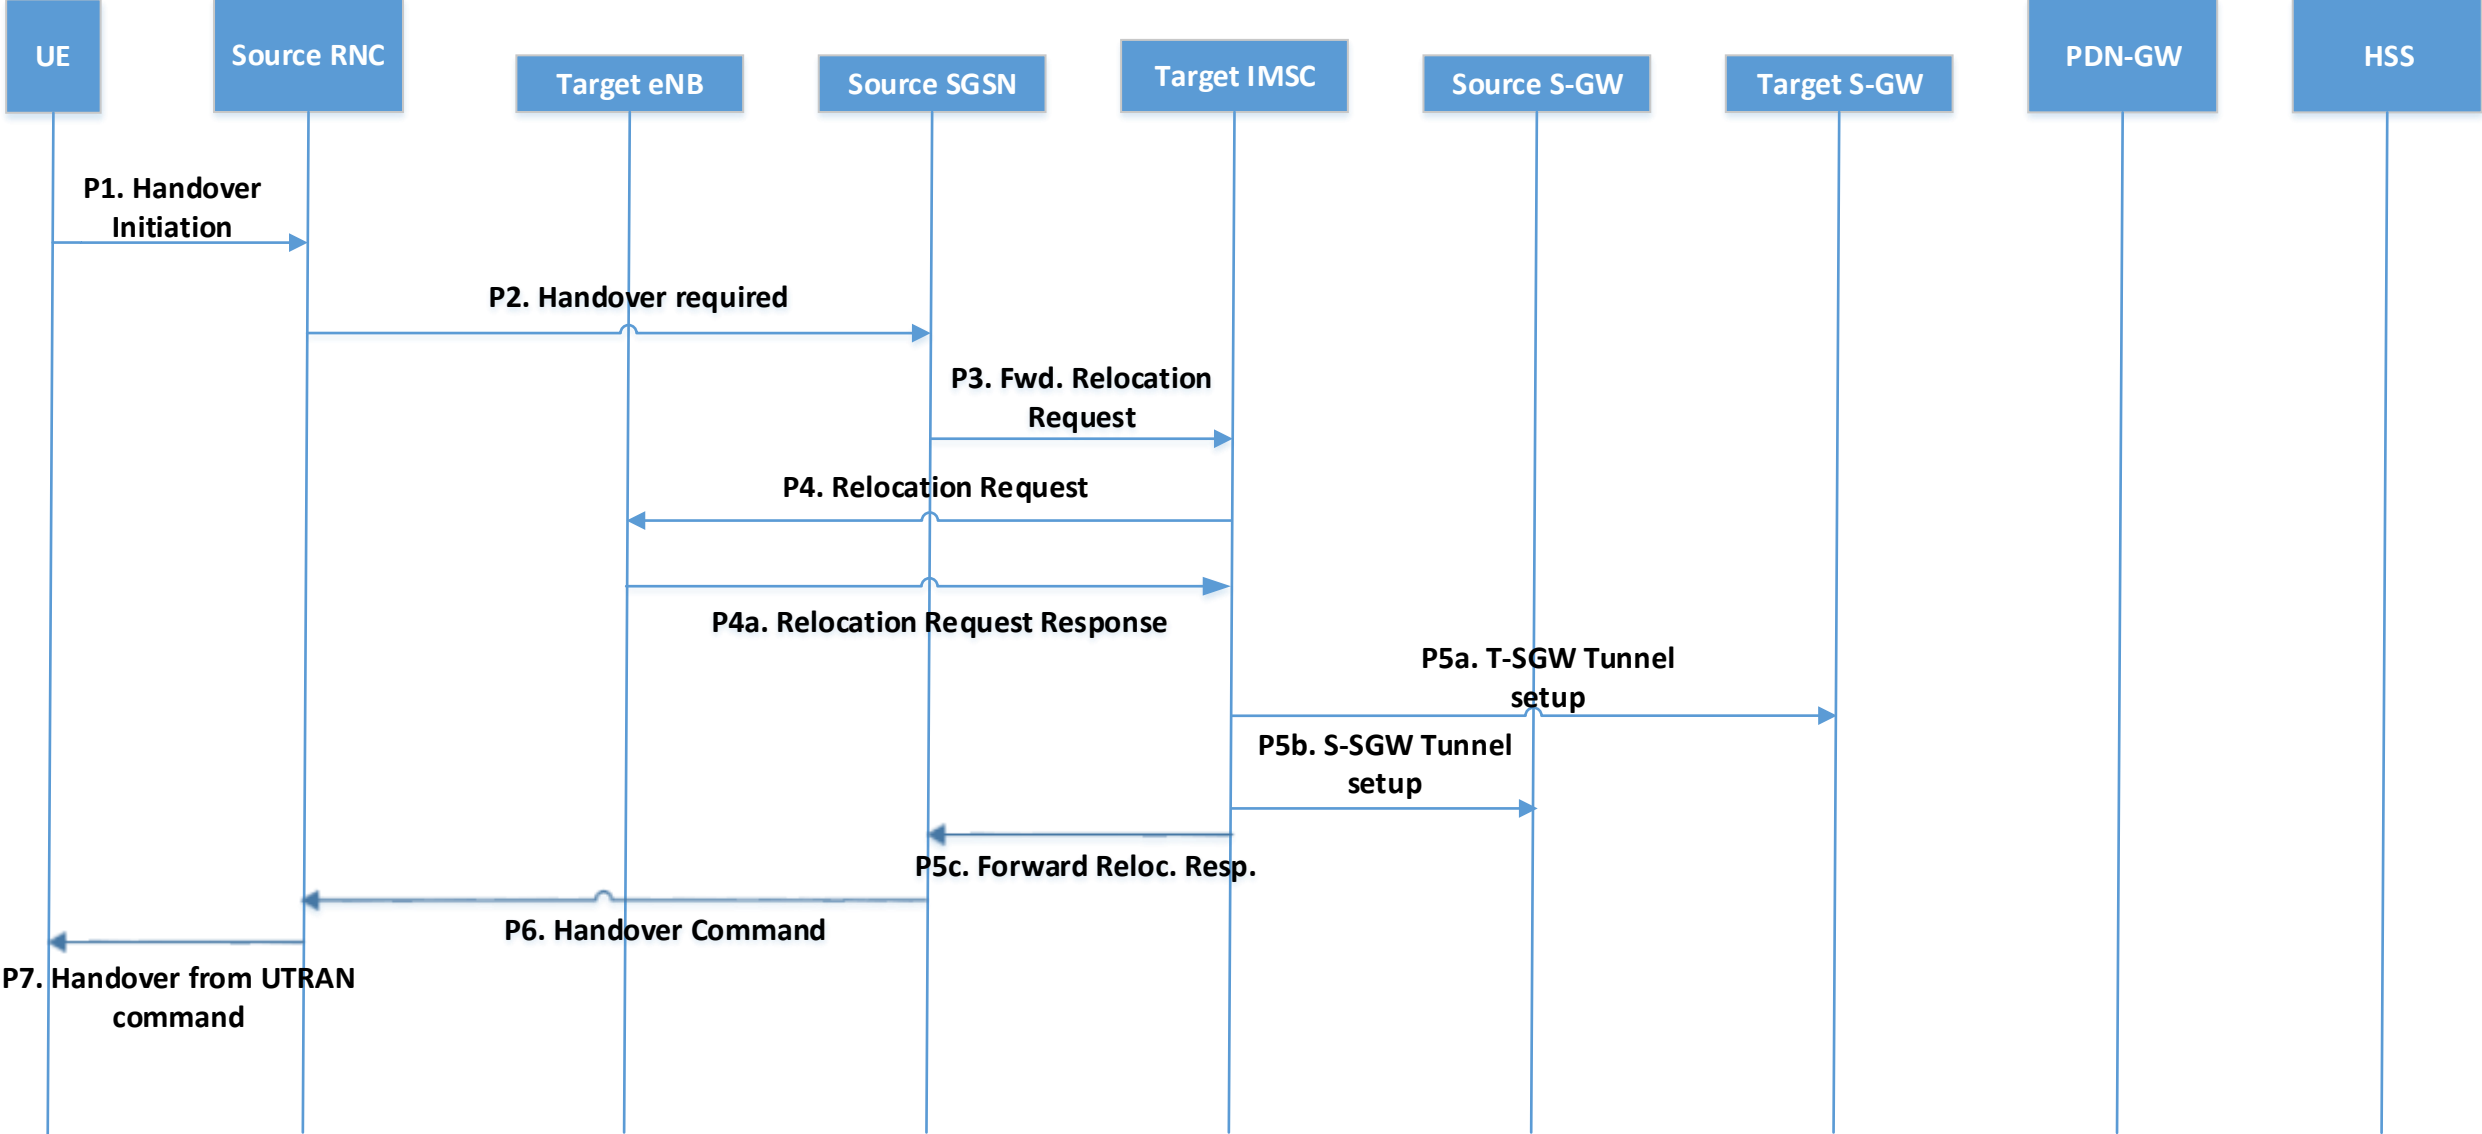 UE
Source RNC
Target eNB
Source SGSN
Target IMSC
Source S-GW
Target S-GW
PDN-GW
HSS
P1. Handover
Initiation
P2. Handover required
P3. Fwd. Relocation
Request
P4. Relocation Request
P4a. Relocation Request Response
P5a. T-SGW Tunnel
setup
P5b. S-SGW Tunnel
setup
P5c. Forward Reloc. Resp.
P6. Handover Command
P7. Handover from UTRAN
command